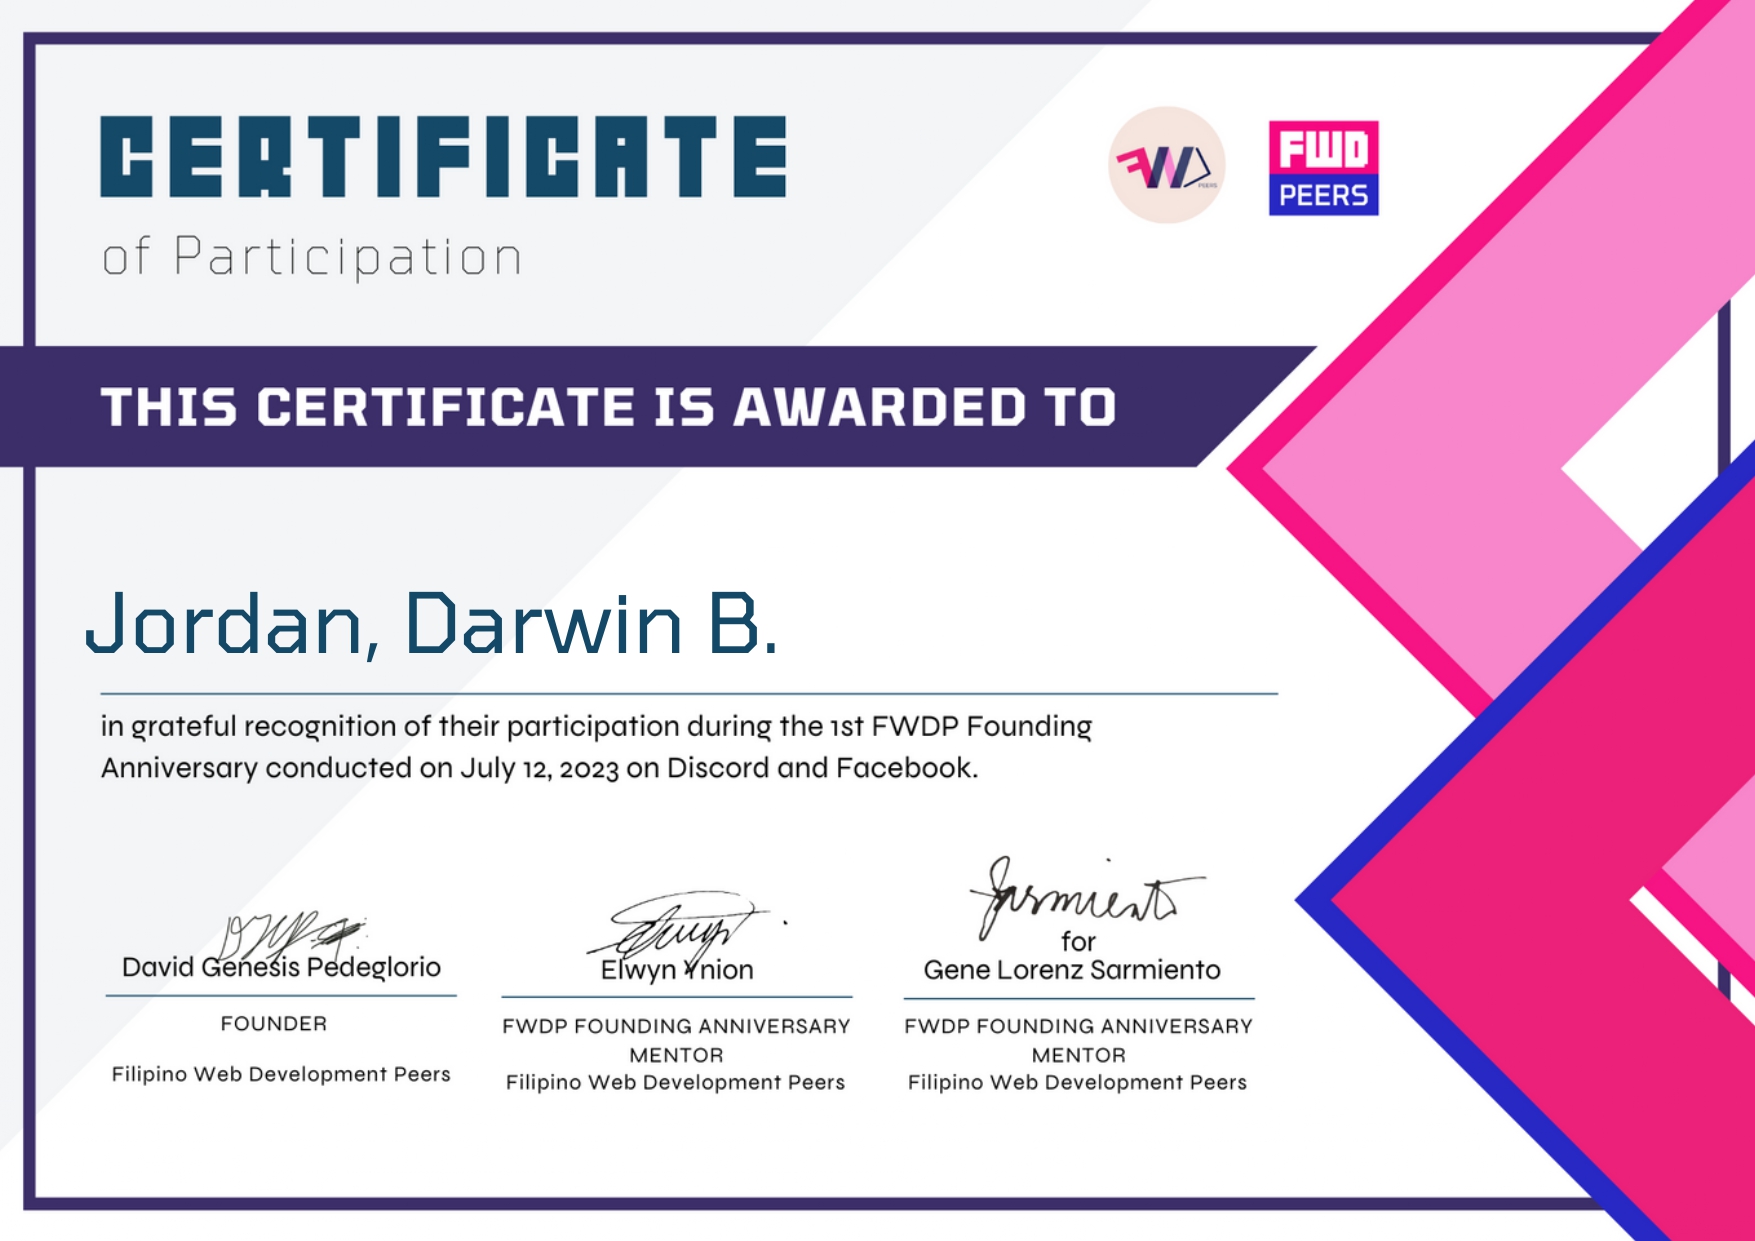 CERTIFICATE
of Participation
FWD
PEERS
FWD
PEERS
THIS CERTIFICATE IS AWARDED TO
Jordan, Darwin B.
in grateful recognition of their participation during the 1st FWDP Founding
Anniversary conducted on July 12, 2023 on Discord and Facebook.
David Genesis Pedeglorio
FOUNDER
Filipino Web Development Peers
Elwyn Ynion
FWDP FOUNDING ANNIVERSARY
MENTOR
Filipino Web Development Peers
Sarmiento
for
Gene Lorenz Sarmiento
FWDP FOUNDING ANNIVERSARY
MENTOR
Filipino Web Development Peers